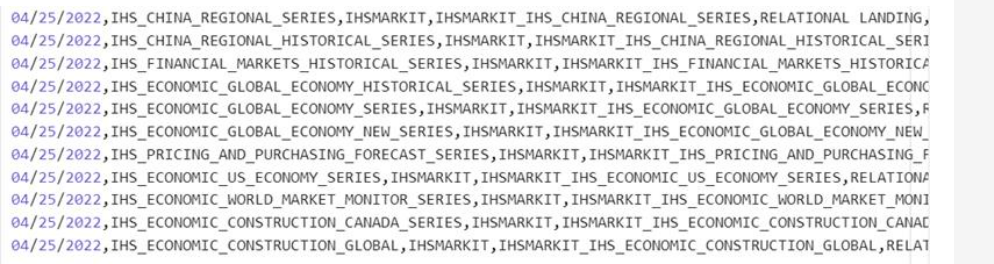 04/25/2022,IHS_CHINA_REGIONAL_SERIES,IHSMARKIT,IHSMARKIT_IHS_CHINA_REGIONAL_SERIES,RELATIONAL LANDING,
04/25/2022,IHS_CHINA_REGIONAL_HISTORICAL_SERIES,IHSMARKIT,IHSMARKIT_IHS_CHINA_REGIONAL_HISTORICAL_SERI
04/25/2022,IHS_FINANCIAL_MARKETS_HISTORICAL_SERIES,IHSMARKIT,IHSMARKIT_IHS_FINANCIAL_MARKETS_HISTORICA
04/25/2022,IHS_ECONOMIC_GLOBAL_ECONOMY_HISTORICAL_SERIES,IHSMARKIT,IHSMARKIT_IHS_ECONOMIC_GLOBAL_ECONO
04/25/2022,IHS_ECONOMIC_GLOBAL_ECONOMY_SERIES,IHSMARKIT,IHSMARKIT_IHS_ECONOMIC_GLOBAL_ECONOMY_SERIES,R
04/25/2022,IHS_ECONOMIC_GLOBAL_ECONOMY_NEW_SERIES,IHSMARKIT,IHSMARKIT_IHS_ECONOMIC_GLOBAL_ECONOMY_NEW_
04/25/2022,IHS_PRICING_AND_PURCHASING_FORECAST_SERIES,IHSMARKIT,IHSMARKIT_IHS_PRICING_AND_PURCHASING_F
04/25/2022,IHS_ECONOMIC_US_ECONOMY_SERIES,IHSMARKIT,IHSMARKIT_IHS_ECONOMIC_US_ECONOMY_SERIES,RELATIONA
04/25/2022,IHS_ECONOMIC_WORLD_MARKET_MONITOR_SERIES,IHSMARKIT,IHSMARKIT_IHS_ECONOMIC_WORLD_MARKET_MONI
04/25/2022,IHS_ECONOMIC_CONSTRUCTION_CANADA_SERIES,IHSMARKIT,IHSMARKIT_IHS_ECONOMIC_CONSTRUCTION_CANAD
04/25/2022,IHS_ECONOMIC_CONSTRUCTION_GLOBAL,IHSMARKIT,IHSMARKIT_IHS_ECONOMIC_CONSTRUCTION_GLOBAL,RELAT